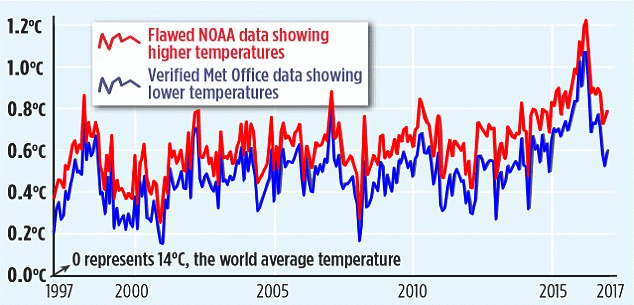 1.2°C
Flawed NOAA data showing
higher temperatures
Verified Met Office data showing
lower temperatures
1.0°C
0.8°C
0.6°C
0.4°C
0.2°C
0.0°C
0 represents 14°C, the world average temperature
1997 2000 2005 2010 2015 2017